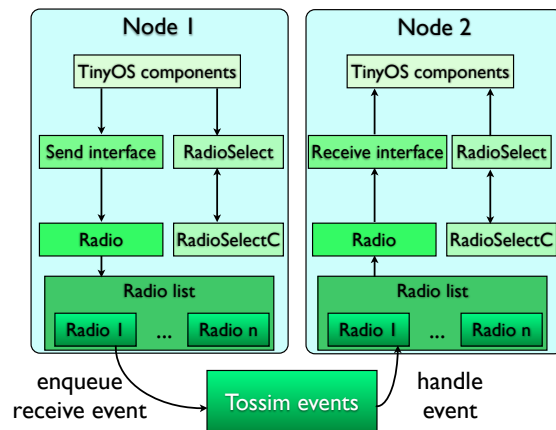 Node 1
TinyOS components
Send interface
RadioSelect
Radio
RadioSelectC
Radio list
Radio 1
...
Radio n
Node 2
TinyOS components
Receive interface
RadioSelect
Radio
RadioSelectC
Radio list
Radio 1
...
Radio n
enqueue
receive event
Tossim events
handle
event